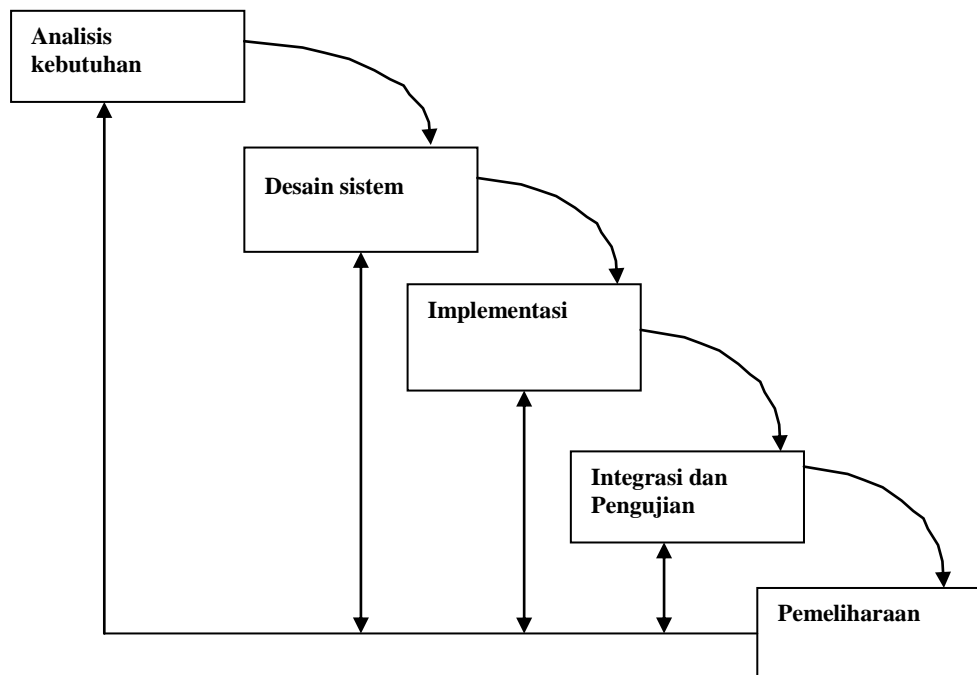 Analisis
kebutuhan
Desain sistem
Implementasi
Integrasi dan
Pengujian
Pemeliharaan